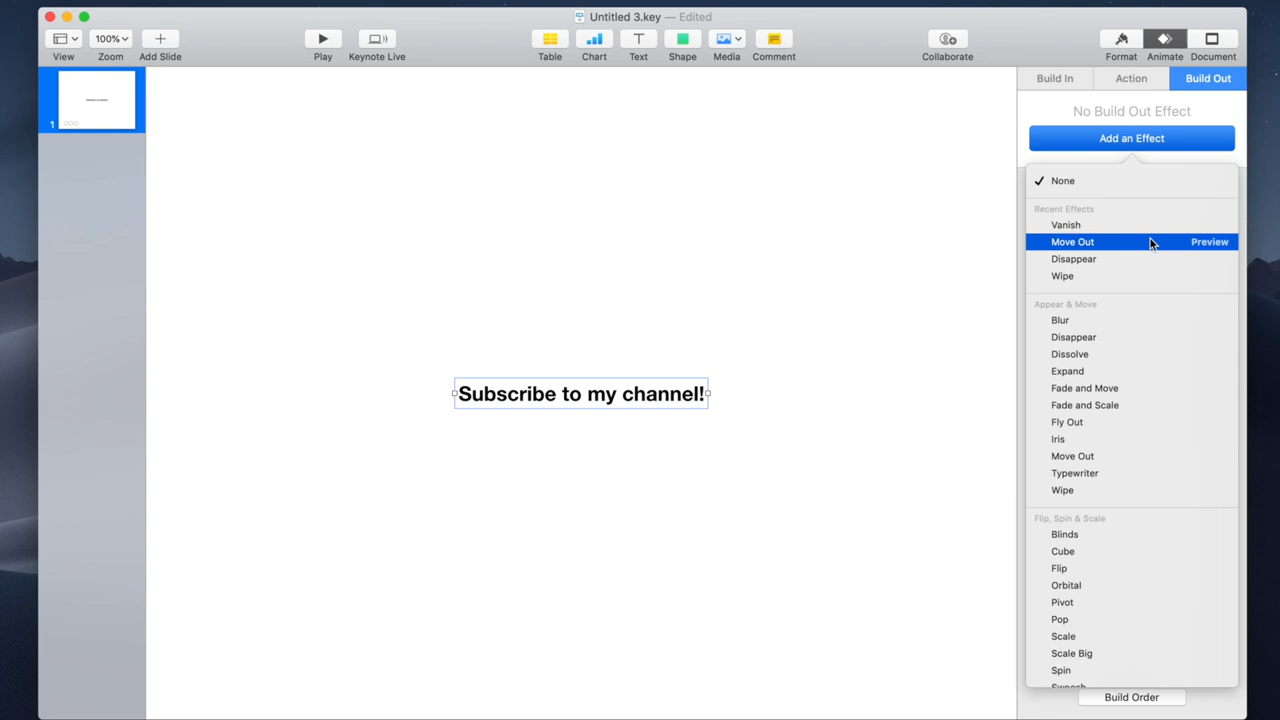 Untitled 3.key — Edited
100%
View Zoom Add Slide Play Keynote Live Table Chart Text Shape Media Comment Collaborate Format Animate Document
Build In Action Build Out
No Build Out Effect
Add an Effect
None
Recent Effects
Vanish
Move Out Preview
Disappear
Wipe
Appear & Move
Blur
Disappear
Dissolve
Expand
Fade and Move
Fade and Scale
Fly Out
Iris
Move Out
Typewriter
Wipe
Flip, Spin & Scale
Blinds
Cube
Flip
Orbital
Pivot
Pop
Scale
Scale Big
Spin
Swoosh
Build Order
1
Subscribe to my channel!